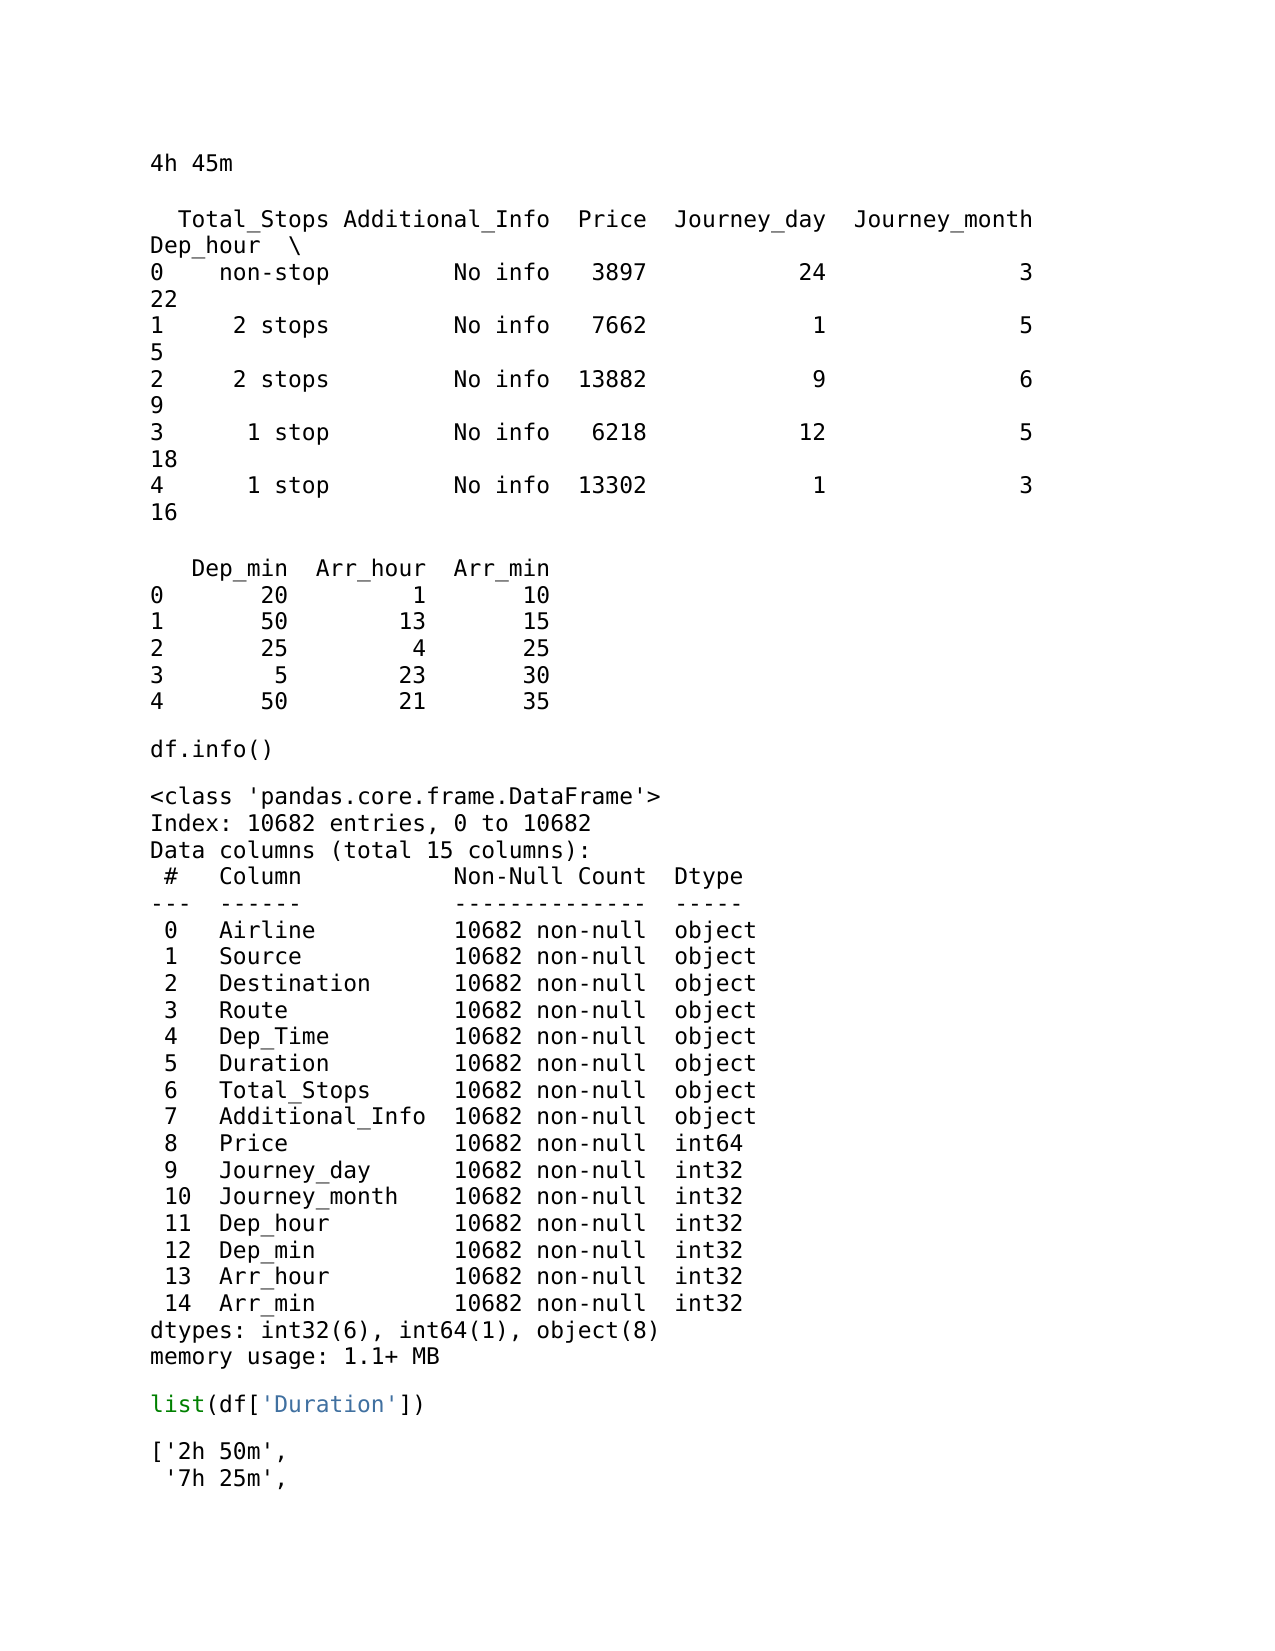 4h 45m
  Total_Stops Additional_Info  Price  Journey_day  Journey_month
Dep_hour  \
0    non-stop         No info   3897           24              3
22
1     2 stops         No info   7662            1              5
5
2     2 stops         No info  13882            9              6
9
3      1 stop         No info   6218           12              5
18
4      1 stop         No info  13302            1              3
16
   Dep_min  Arr_hour  Arr_min
0       20         1       10
1       50        13       15
2       25         4       25
3        5        23       30
4       50        21       35
df.info()
<class 'pandas.core.frame.DataFrame'>
Index: 10682 entries, 0 to 10682
Data columns (total 15 columns):
 #   Column           Non-Null Count  Dtype
---  ------           --------------  -----
 0   Airline          10682 non-null  object
 1   Source           10682 non-null  object
 2   Destination      10682 non-null  object
 3   Route            10682 non-null  object
 4   Dep_Time         10682 non-null  object
 5   Duration         10682 non-null  object
 6   Total_Stops      10682 non-null  object
 7   Additional_Info  10682 non-null  object
 8   Price            10682 non-null  int64
 9   Journey_day      10682 non-null  int32
 10  Journey_month    10682 non-null  int32
 11  Dep_hour         10682 non-null  int32
 12  Dep_min          10682 non-null  int32
 13  Arr_hour         10682 non-null  int32
 14  Arr_min          10682 non-null  int32
dtypes: int32(6), int64(1), object(8)
memory usage: 1.1+ MB
list(df['Duration'])
['2h 50m',
 '7h 25m',